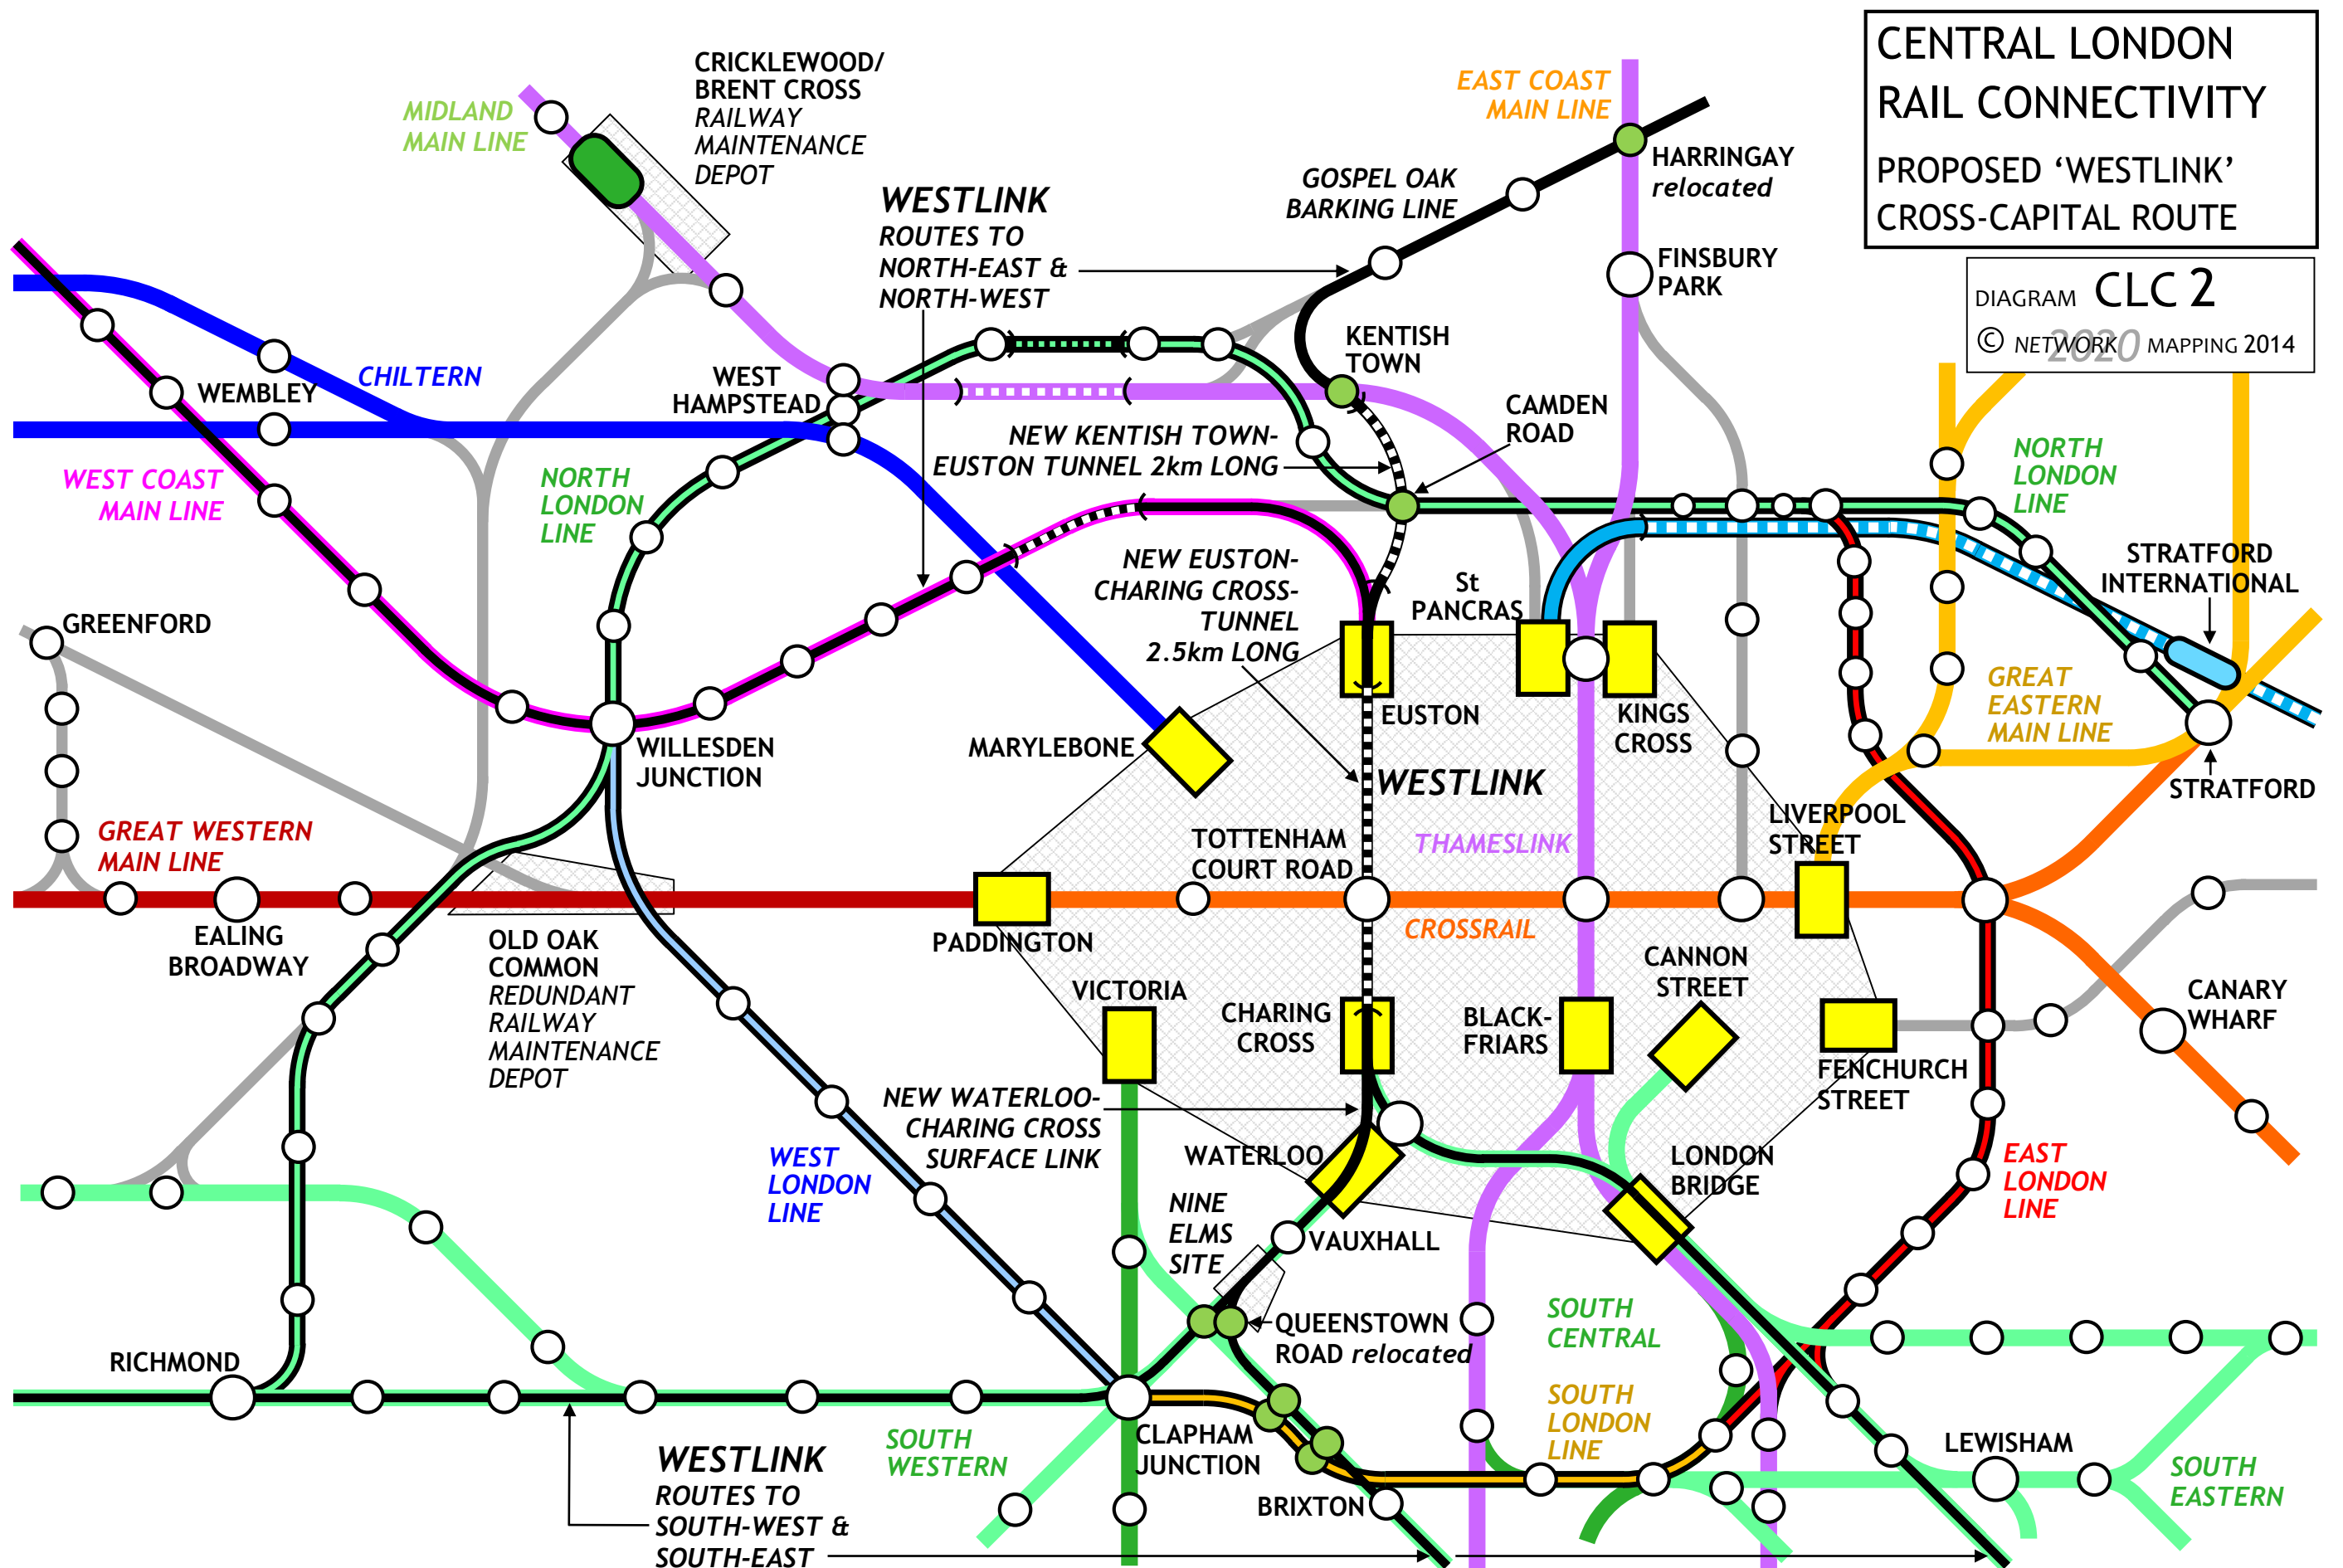 CENTRAL LONDON
RAIL CONNECTIVITY
PROPOSED ‘WESTLINK’
CROSS-CAPITAL ROUTE
DIAGRAM CLC 2
© NETWORK 2020 MAPPING 2014
CRICKLEWOOD/
BRENT CROSS
RAILWAY
MAINTENANCE
DEPOT
MIDLAND
MAIN LINE
EAST COAST
MAIN LINE
HARRINGAY
relocated
GOSPEL OAK
BARKING LINE
WESTLINK
ROUTES TO
NORTH-EAST &
NORTH-WEST
FINSBURY
PARK
KENTISH
TOWN
WEMBLEY
CHILTERN
WEST
HAMPSTEAD
CAMDEN
ROAD
NEW KENTISH TOWN-
EUSTON TUNNEL 2km LONG
WEST COAST
MAIN LINE
NORTH
LONDON
LINE
NORTH
LONDON
LINE
NEW EUSTON-
CHARING CROSS-
TUNNEL
2.5km LONG
St
PANCRAS
STRATFORD
INTERNATIONAL
GREENFORD
EUSTON
KINGS
CROSS
GREAT
EASTERN
MAIN LINE
MARYLEBONE
WILLESDEN
JUNCTION
WESTLINK
STRATFORD
GREAT WESTERN
MAIN LINE
TOTTENHAM
COURT ROAD
THAMESLINK
LIVERPOOL
STREET
EALING
BROADWAY
OLD OAK
COMMON
REDUNDANT
RAILWAY
MAINTENANCE
DEPOT
PADDINGTON
CROSSRAIL
CANNON
STREET
VICTORIA
CHARING
CROSS
BLACK-
FRIARS
FENCHURCH
STREET
CANARY
WHARF
NEW WATERLOO-
CHARING CROSS
SURFACE LINK
WATERLOO
LONDON
BRIDGE
WEST
LONDON
LINE
EAST
LONDON
LINE
NINE
ELMS
SITE
VAUXHALL
QUEENSTOWN
ROAD relocated
SOUTH
CENTRAL
RICHMOND
SOUTH
LONDON
LINE
CLAPHAM
JUNCTION
SOUTH
WESTERN
LEWISHAM
SOUTH
EASTERN
BRIXTON
WESTLINK
ROUTES TO
SOUTH-WEST &
SOUTH-EAST